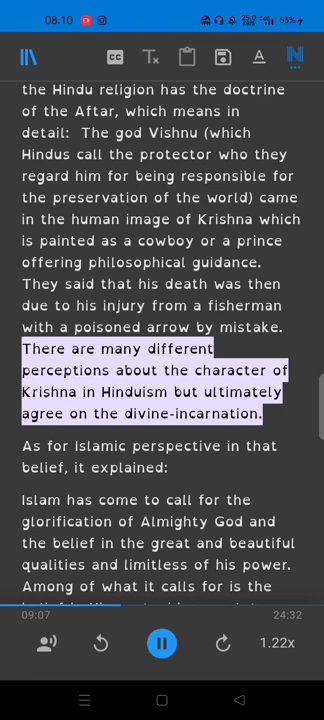 08.10
25.0
KB/S
53%
CC
T
A
N
the Hindu religion has the doctrine
of the Aftar, which means in
detail:  The god Vishnu (which
Hindus call the protector who they
regard him for being responsible for
the preservation of the world) came
in the human image of Krishna which
is painted as a cowboy or a prince
offering philosophical guidance.
They said that his death was then
due to his injury from a fisherman
with a poisoned arrow by mistake.
There are many different
perceptions about the character of
Krishna in Hinduism but ultimately
agree on the divine-incarnation.
As for Islamic perspective in that
belief, it explained:
Islam has come to call for the
glorification of Almighty God and
the belief in the great and beautiful
qualities and limitless of his power.
Among of what it calls for is the
09:07
24:32
1.22x